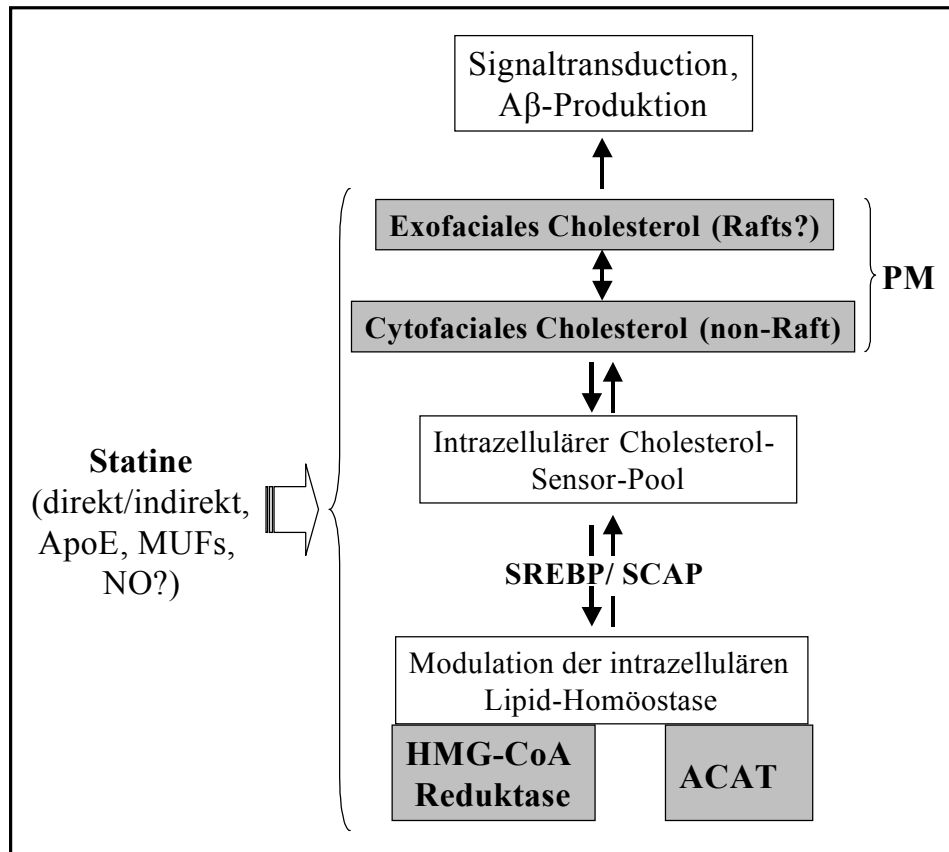 Signaltransduction,
Aβ-Produktion
Exofaciales Cholesterol (Rafts?)
PM
Cytofaciales Cholesterol (non-Raft)
Intrazellulärer Cholesterol-
Sensor-Pool
Statine
(direkt/indirekt,
ApoE, MUFs,
NO?)
SREBP/ SCAP
Modulation der intrazellulären
Lipid-Homöostase
HMG-CoA
Reduktase
ACAT